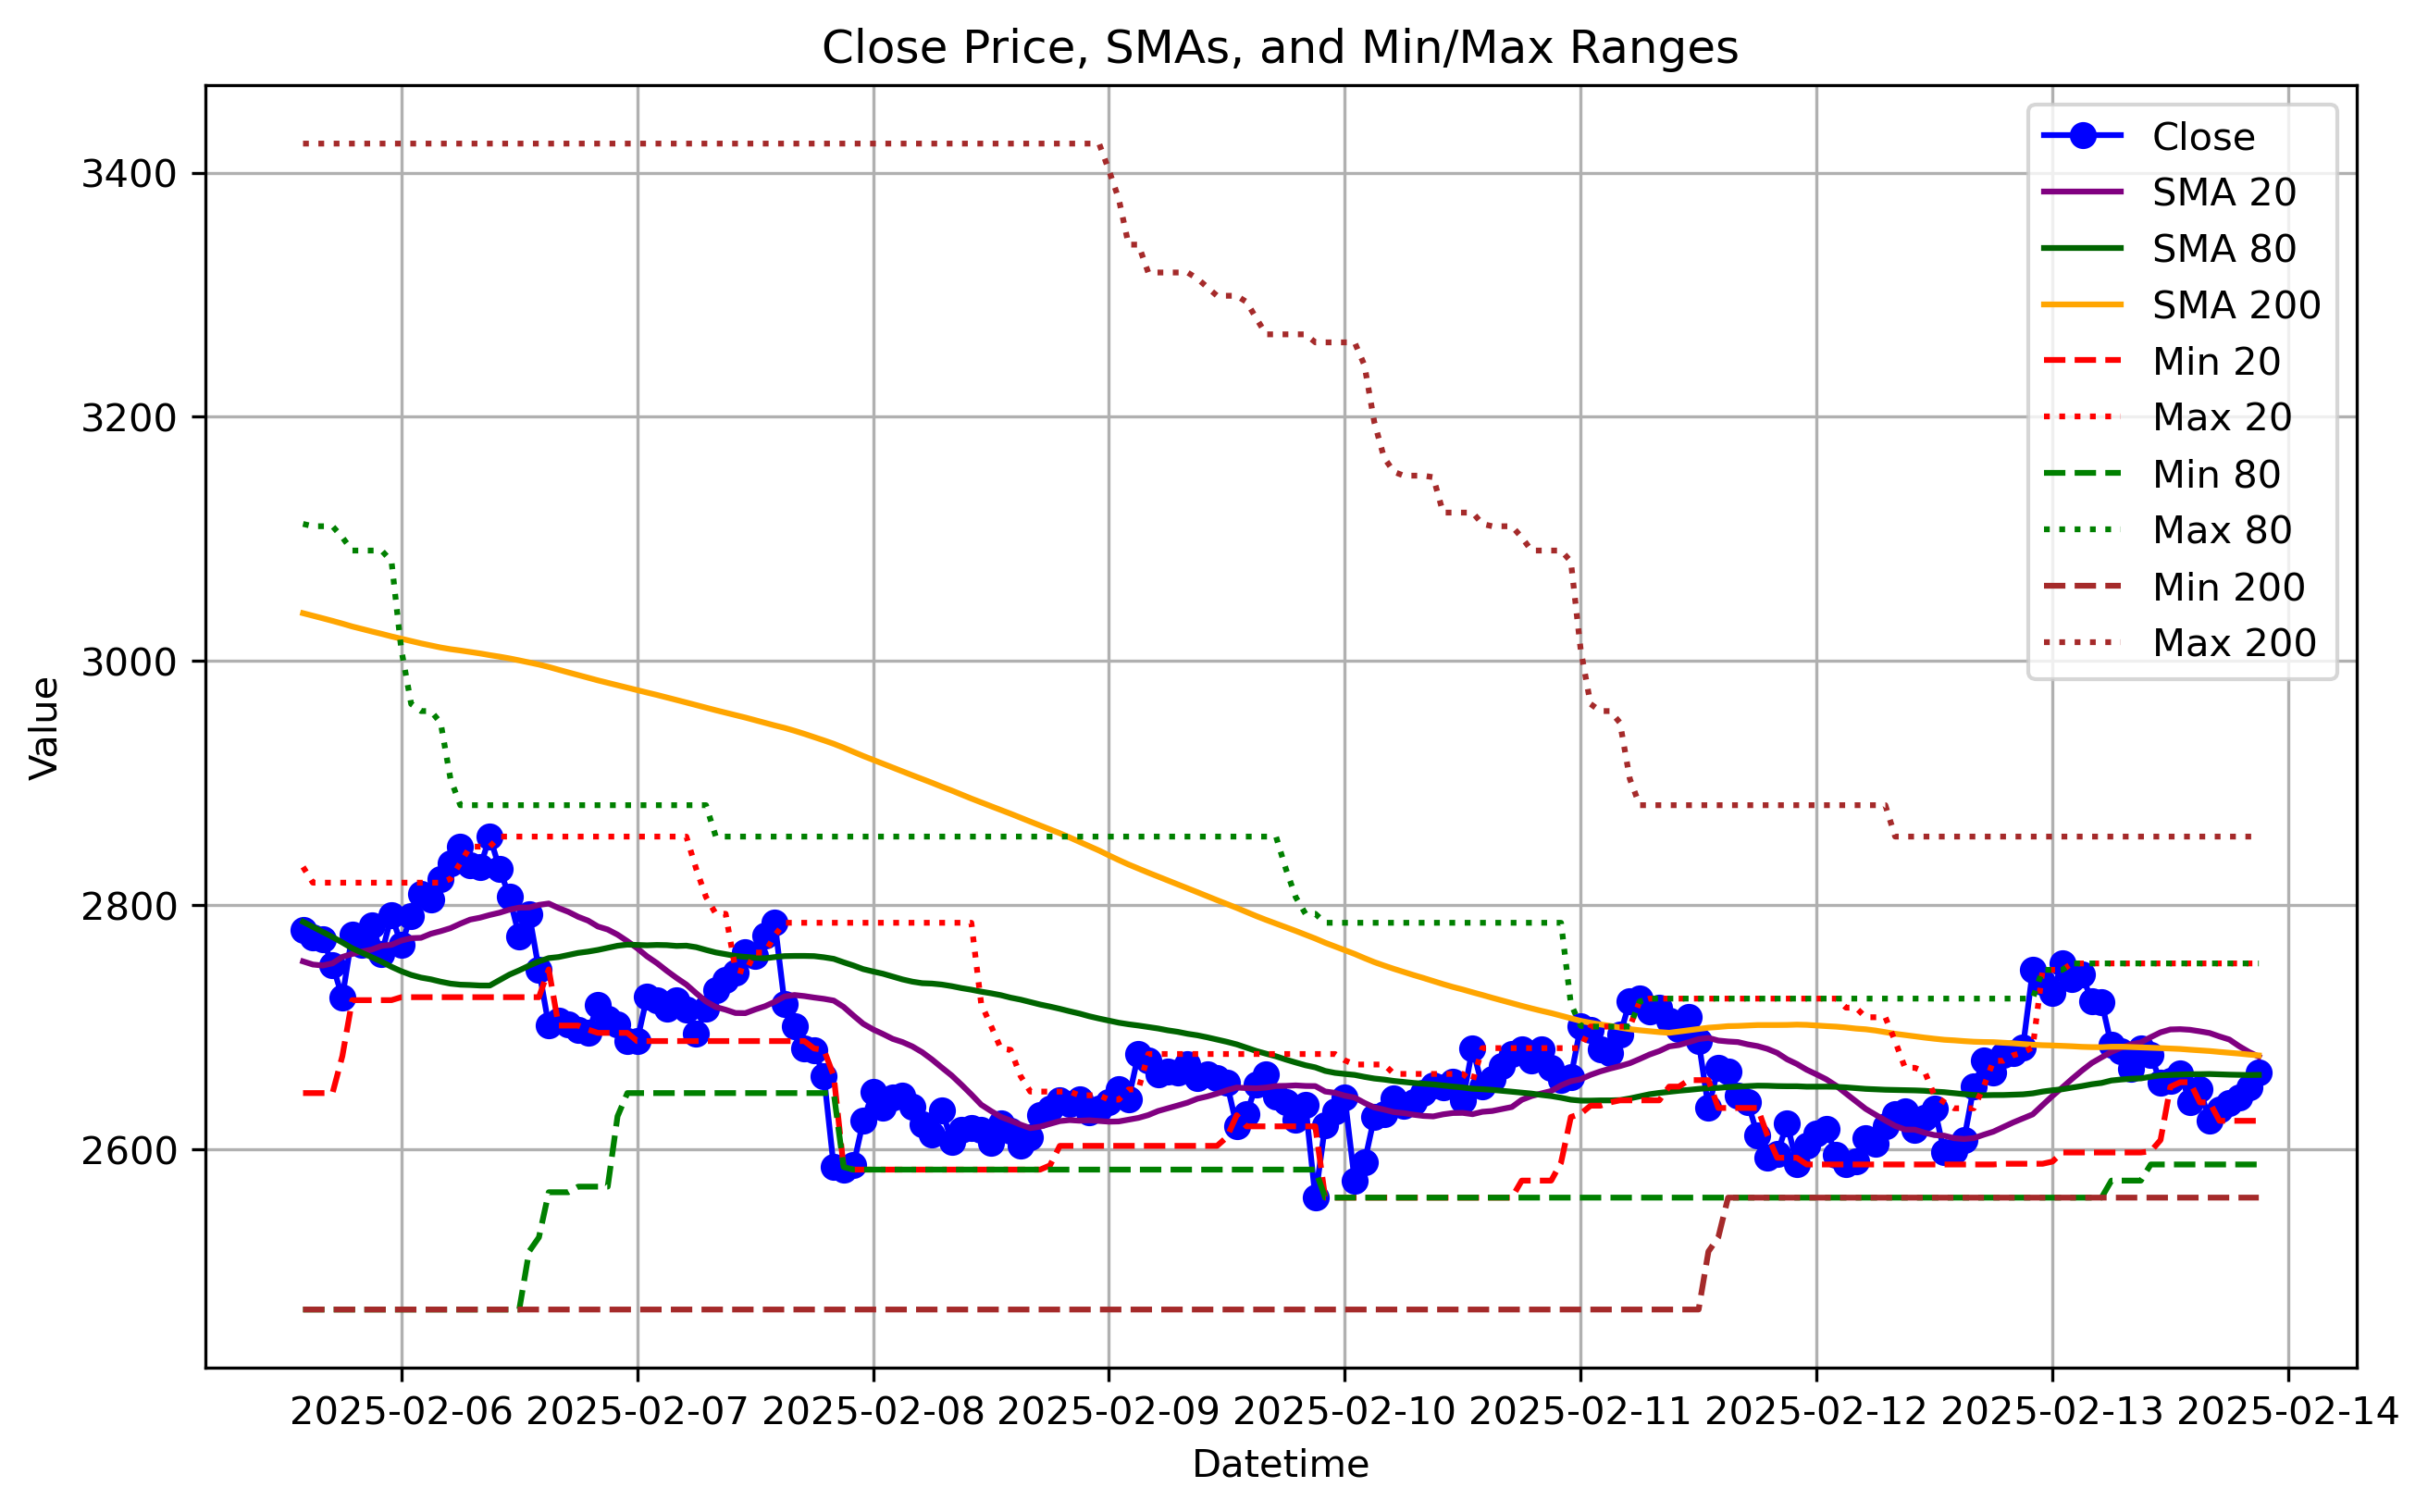 Close Price, SMAs, and Min/Max Ranges
Close
SMA 20
SMA 80
SMA 200
Min 20
Max 20
Min 80
Max 80
Min 200
Max 200
3400
3200
3000
2800
2600
Value
2025-02-06 2025-02-07 2025-02-08 2025-02-09 2025-02-10 2025-02-11 2025-02-12 2025-02-13 2025-02-14
Datetime